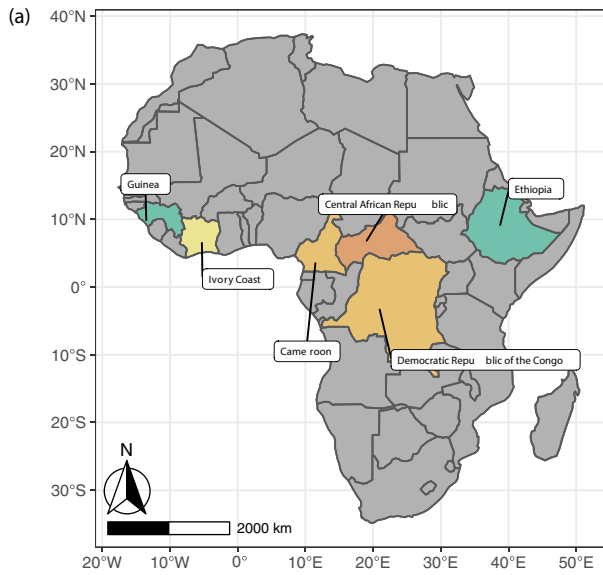 (a)
40°N
30°N
20°N
10°N
0°
10°S
20°S
30°S
Guinea
Ethiopia
Central African Repu blic
Ivory Coast
Came roon
Democratic Repu blic of the Congo
N
2000 km
20°W 10°W 0° 10°E 20°E 30°E 40°E 50°E